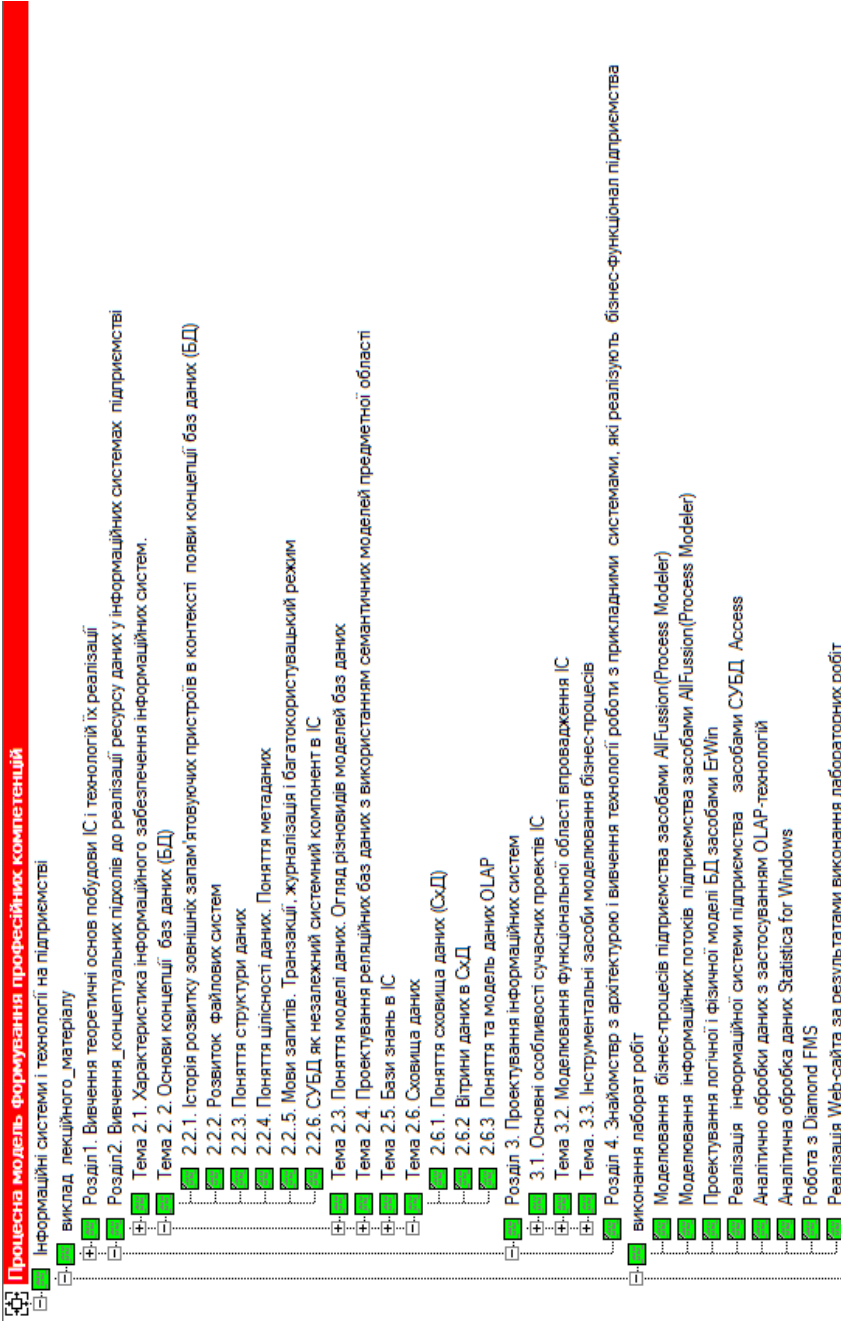 Процесна модель формування професійних компетенцій
Інформаційні системи і технології на підприємстві
виклад лекційного_матеріалу
Розділ1. Вивчення теоретичні основ побудови ІС і технологій їх реалізації
Розділ2. Вивчення_концептуальних підхолів до реалізації ресурсу даних у інформаційних системах підприємстві
Тема 2.1. Характеристика інформаційного забезпечення інформаційних систем.
Тема 2. 2. Основи концепції баз даних (БД)
2.2.1. Історія розвитку зовнішніх запам'ятовуючих пристроїв в контексті появи концепції баз даних (БД)
2.2.2. Розвиток файлових систем
2.2.3. Поняття структури даних
2.2.4. Поняття цілісності даних. Поняття метаданих
2.2..5. Мови запитів. Транзакції, журналізація і багатокористувацький режим
2.2.6. СУБД як незалежний системний компонент в ІС
Тема 2.3. Поняття моделі даних. Огляд різновидів моделей баз даних
Тема 2.4. Проектування реляційних баз даних з використанням семантичних моделей предметної області
Тема 2.5. Бази знань в ІС
Тема 2.6. Сховища даних
2.6.1. Поняття сховища даних (СхД)
2.6.2 Вітрини даних в СхД
2.6.3 Поняття та модель даних OLAP
Розділ 3. Проектування інформаційних систем
3.1. Основні особливості сучасних проектів ІС
Тема 3.2. Моделювання функціональної області впровадження ІС
Тема. 3.3. Інструментальні засоби моделювання бізнес-процесів
Розділ 4. Знайомствр з архітектурою і вивчення технології роботи з прикладними системами, які реалізують бізнес-функціонал підприємства
виконання лаборат робіт
Моделювання бізнес-процесів підприємства засобами AllFussion(Process Modeler)
Моделювання інформаційних потоків підприємства засобами AllFussion(Process Modeler)
Проектування логічної і фізичної моделі БД засобами ErWin
Реалізація інформаційної системи підприємства засобами СУБД Access
Аналітично обробки даних з застосуванням OLAP-технологій
Аналітична обробка даних Statistica for Windows
Робота з Diamond FMS
Реалізація Web-сайта за результатами виконання лабораторних робіт